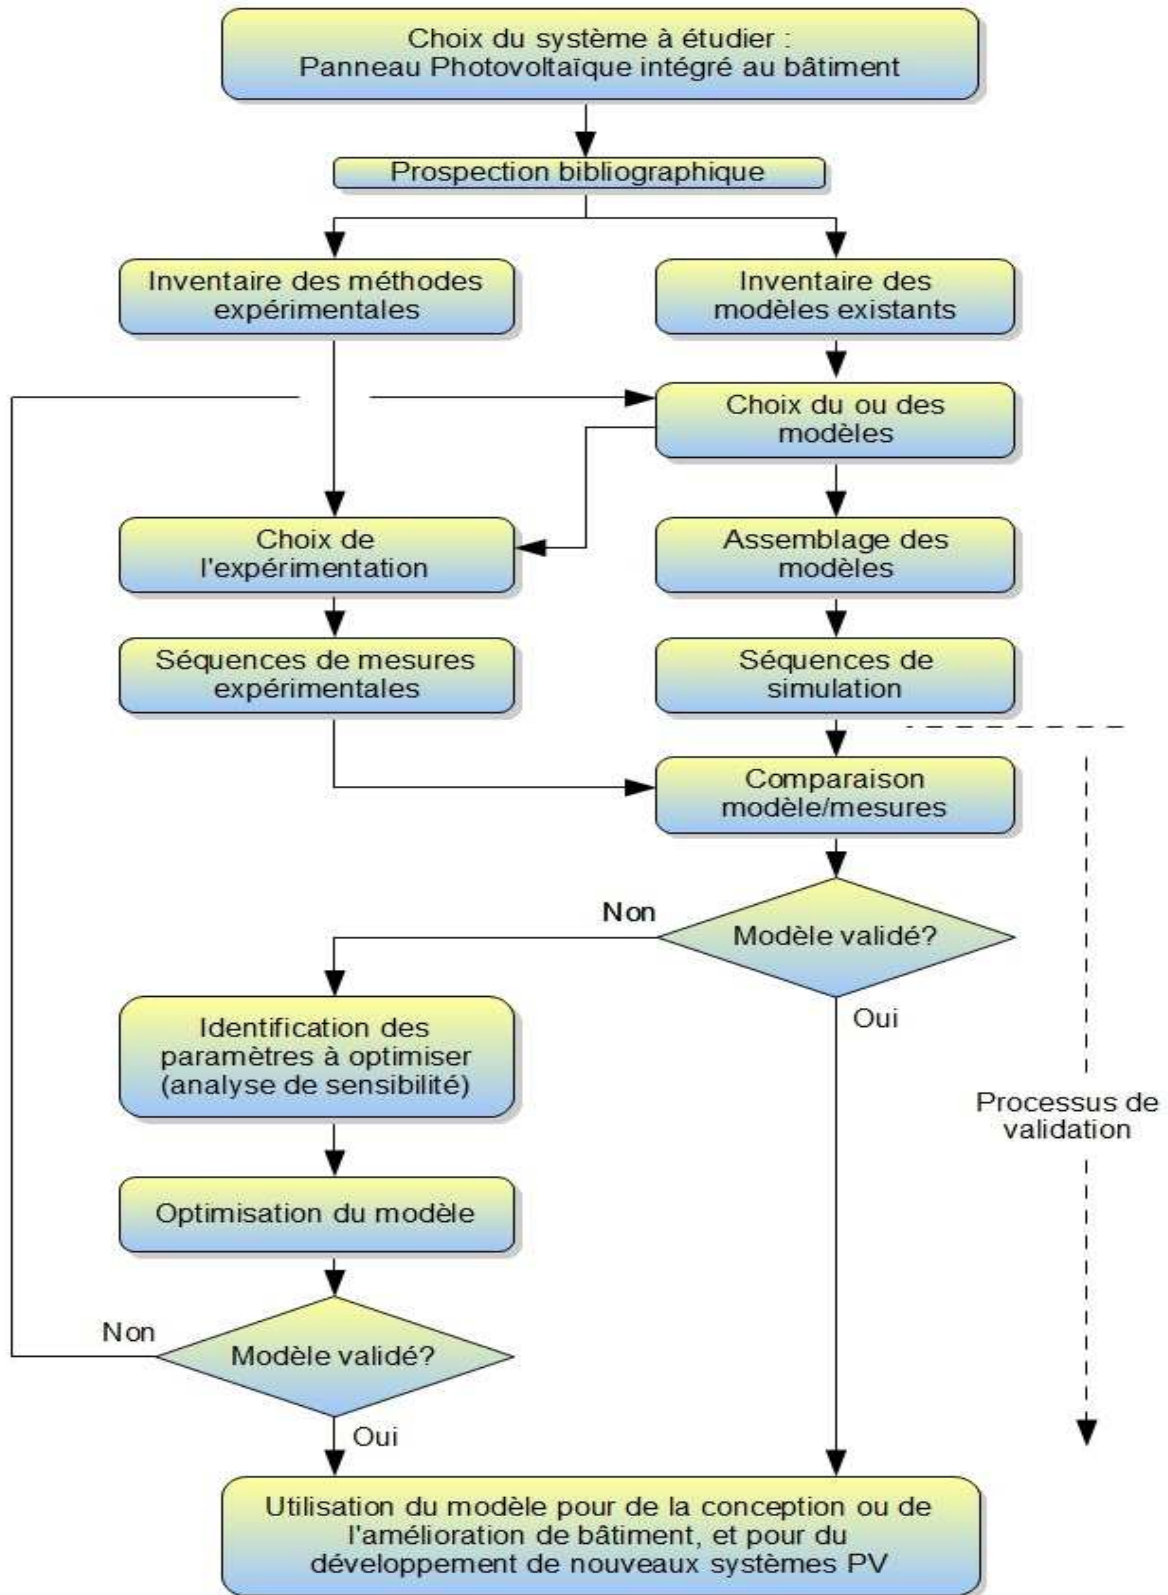 Choix du système à étudier :
Panneau Photovoltaïque intégré au bâtiment
Prospection bibliographique
Inventaire des méthodes
expérimentales
Inventaire des
modèles existants
Choix du ou des
modèles
Choix de
l'expérimentation
Assemblage des
modèles
Séquences de mesures
expérimentales
Séquences de
simulation
Comparaison
modèle/mesures
Non
Modèle validé?
Oui
Identification des
paramètres à optimiser
(analyse de sensibilité)
Processus de
validation
Optimisation du modèle
Non
Modèle validé?
Oui
Utilisation du modèle pour de la conception ou de
l'amélioration de bâtiment, et pour du
développement de nouveaux systèmes PV